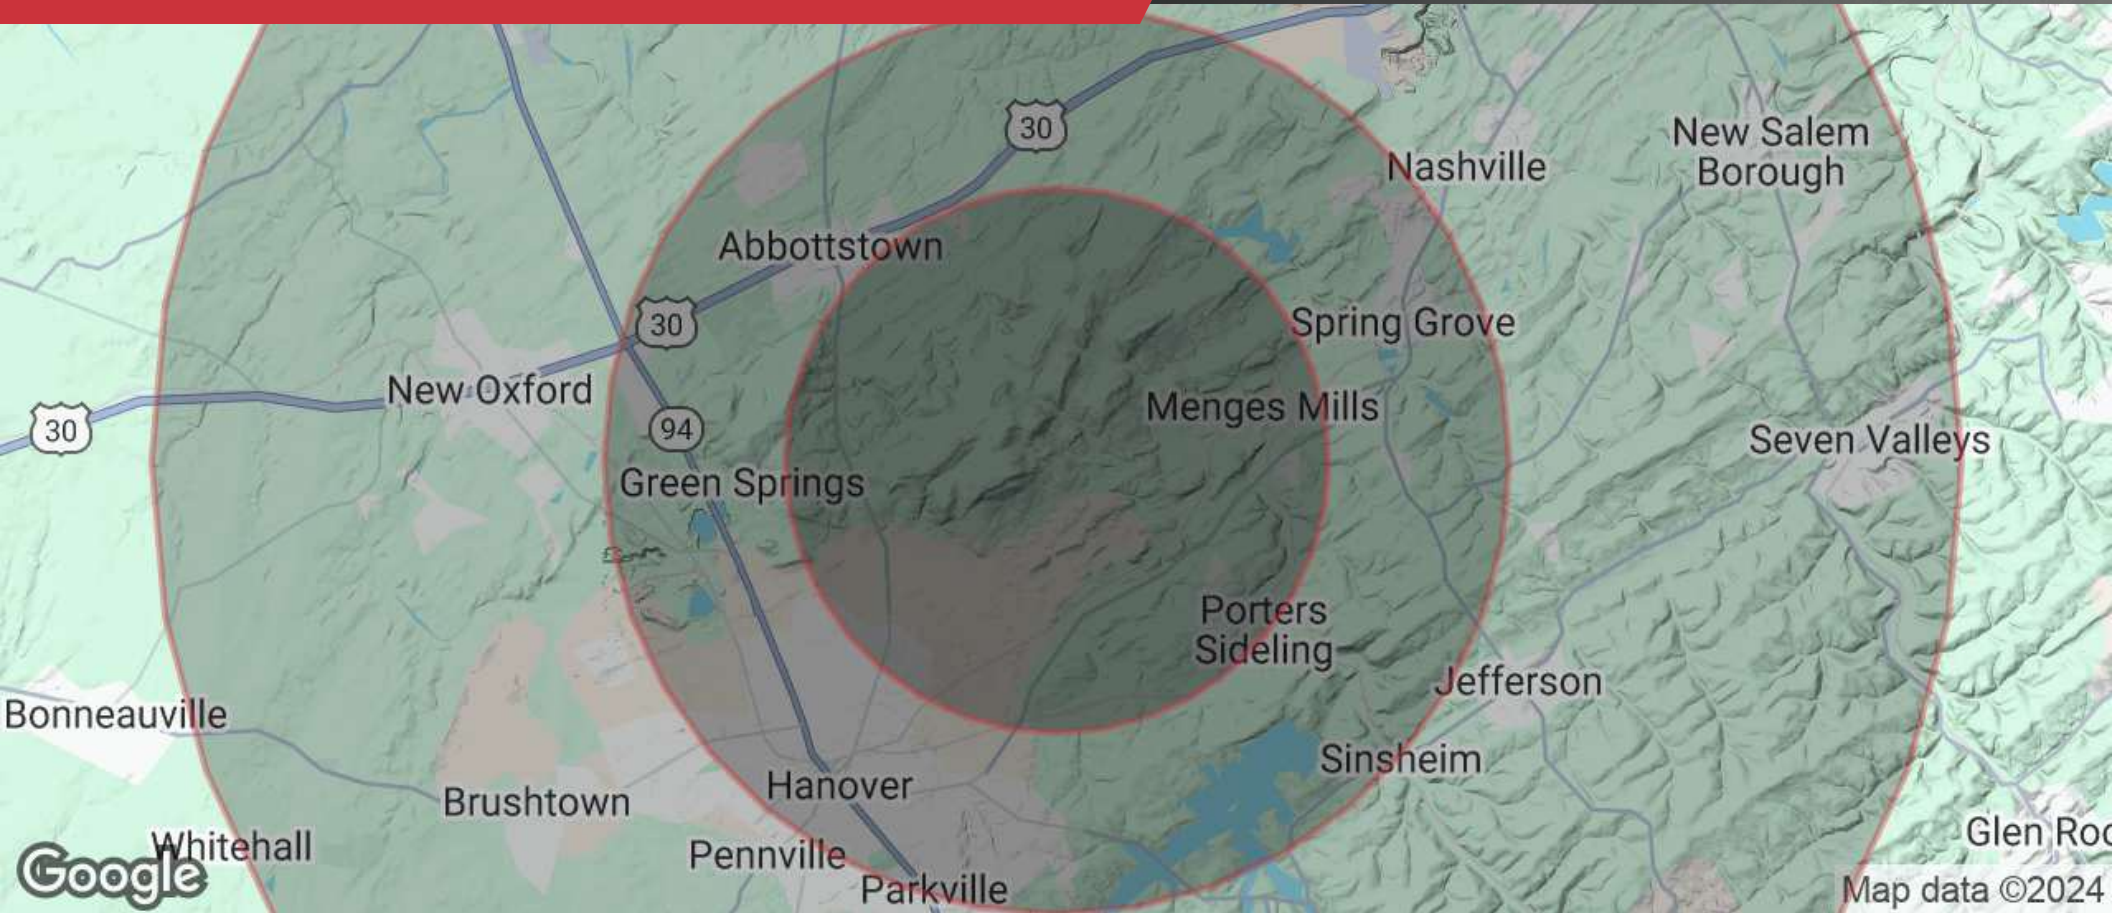 30
New Salem
Borough
Nashville
Abbottstown
30
Spring Grove
New Oxford
Menges Mills
30
94
Seven Valleys
Green Springs
Porters
Sideling
Jefferson
Bonneauville
Sinsheim
Hanover
Brushtown
Glen Roc
Whitehall
Pennville
Google
Parkville
Map data ©2024